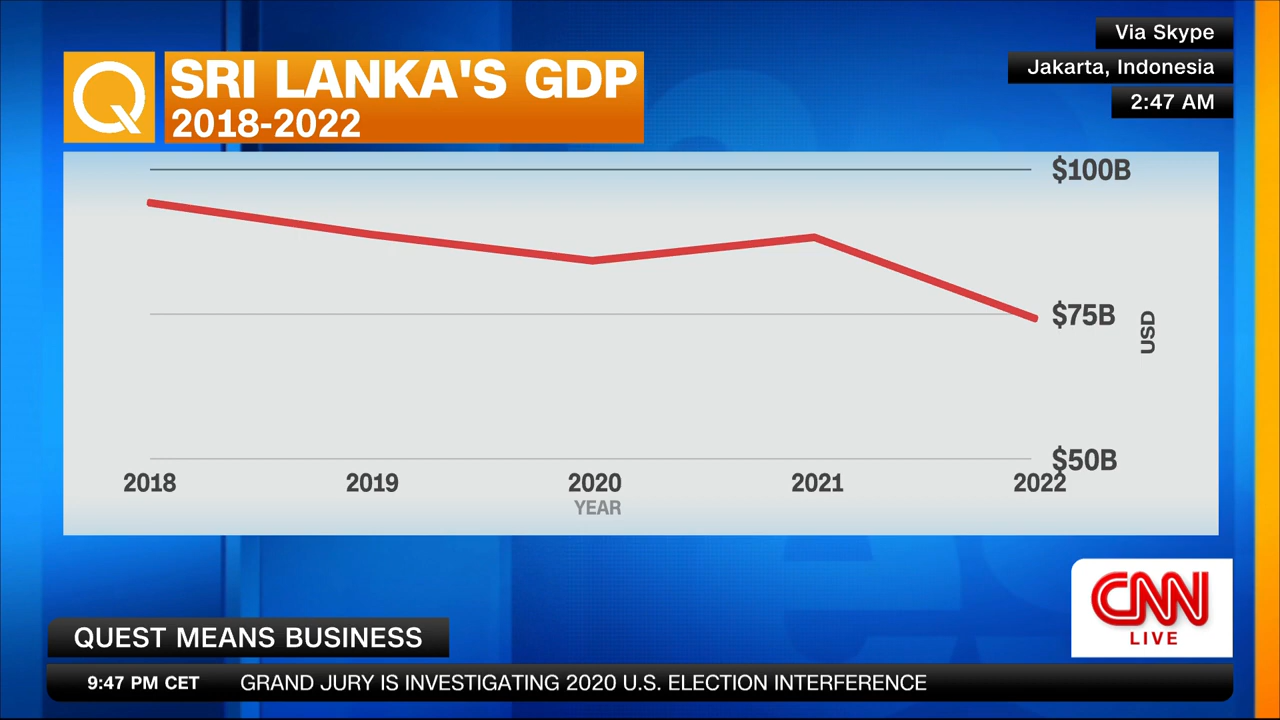 Via Skype
Jakarta, Indonesia
2:47 AM
Q SRI LANKA'S GDP
2018-2022
$100B
$75B
USD
$50B
2018 2019 2020 2021 2022
YEAR
CNN
LIVE
QUEST MEANS BUSINESS
9:47 PM CET GRAND JURY IS INVESTIGATING 2020 U.S. ELECTION INTERFERENCE